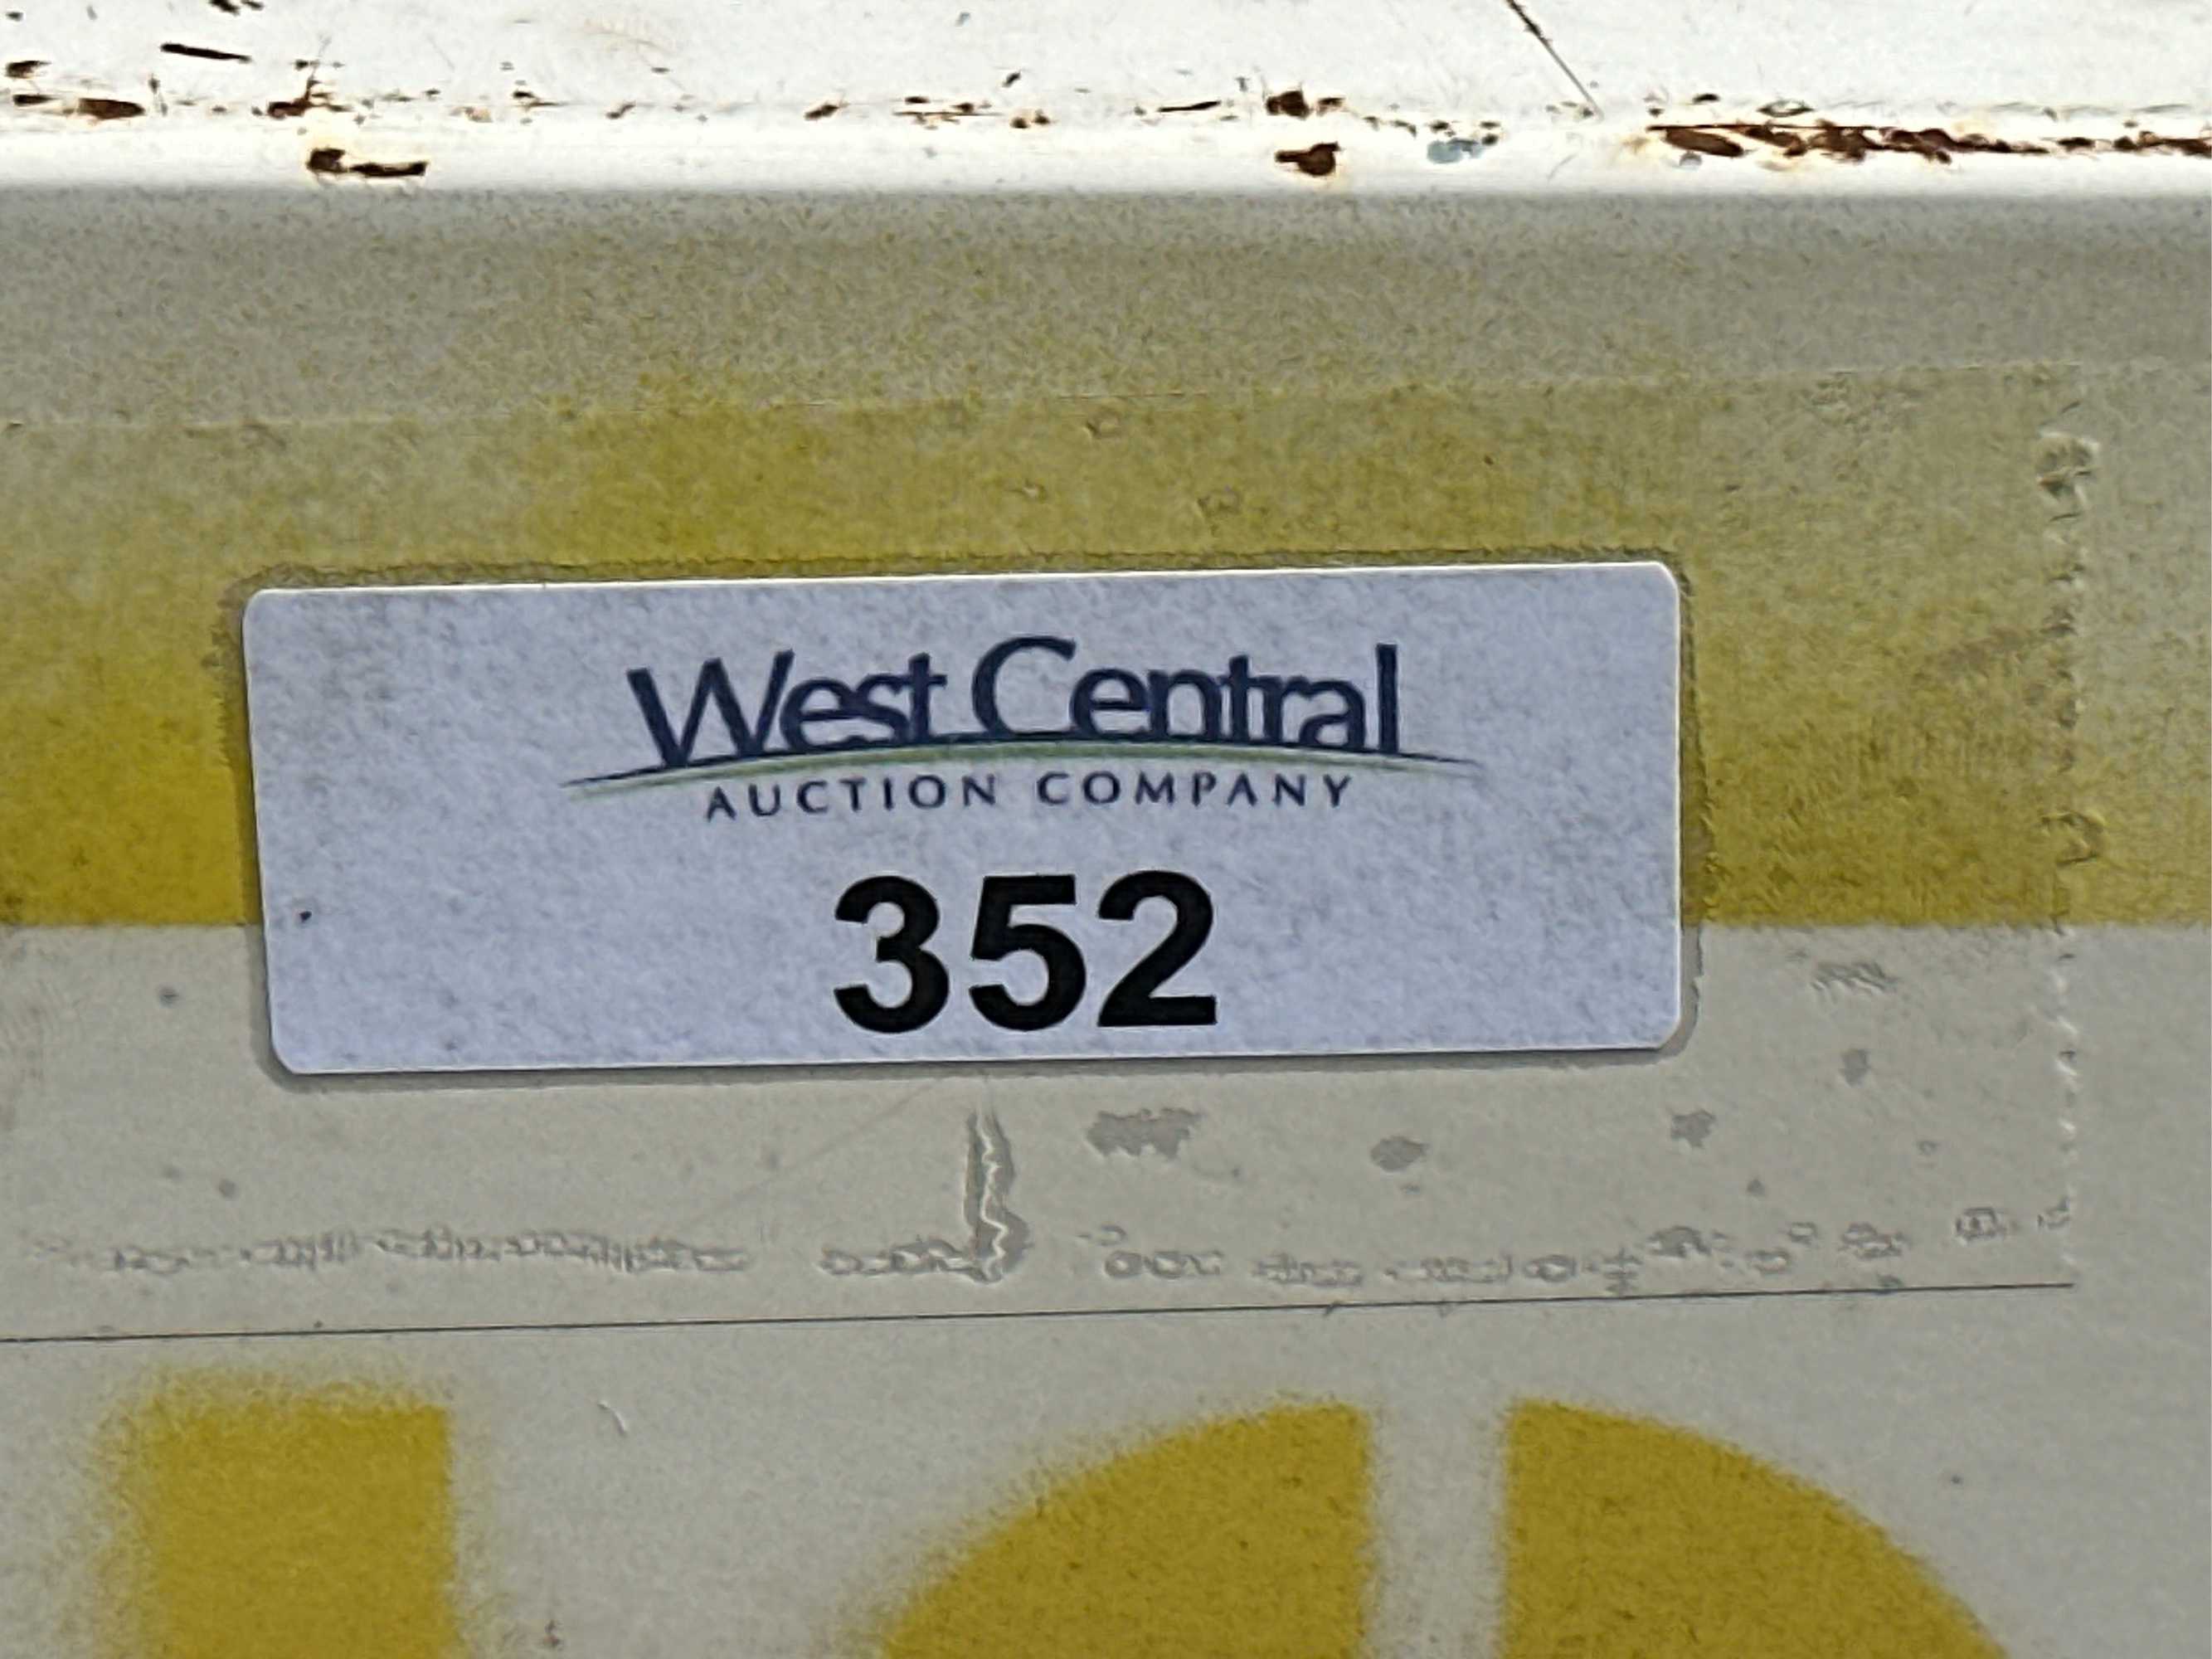 West Central
AUCTION COMPANY
352